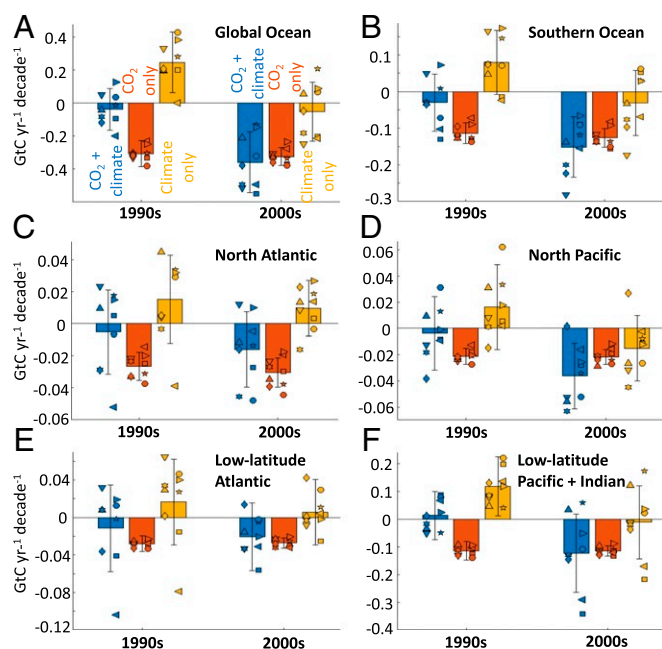 A
Global Ocean
GtC yr⁻¹ decade⁻¹
0.4
0.2
0
-0.2
-0.4
CO₂ +
climate
CO₂
only
Climate
only
CO₂ +
climate
CO₂
only
Climate only
1990s
2000s
B
Southern Ocean
0.1
0
-0.1
-0.2
-0.3
1990s
2000s
C
North Atlantic
GtC yr⁻¹ decade⁻¹
0.04
0.02
0
-0.02
-0.04
-0.06
1990s
2000s
D
North Pacific
0.06
0.04
0.02
0
-0.02
-0.04
-0.06
1990s
2000s
E
Low-latitude
Atlantic
GtC yr⁻¹ decade⁻¹
0.04
0
-0.04
-0.08
-0.12
1990s
2000s
F
Low-latitude
Pacific + Indian
0.2
0.1
0
-0.1
-0.2
-0.3
-0.4
1990s
2000s